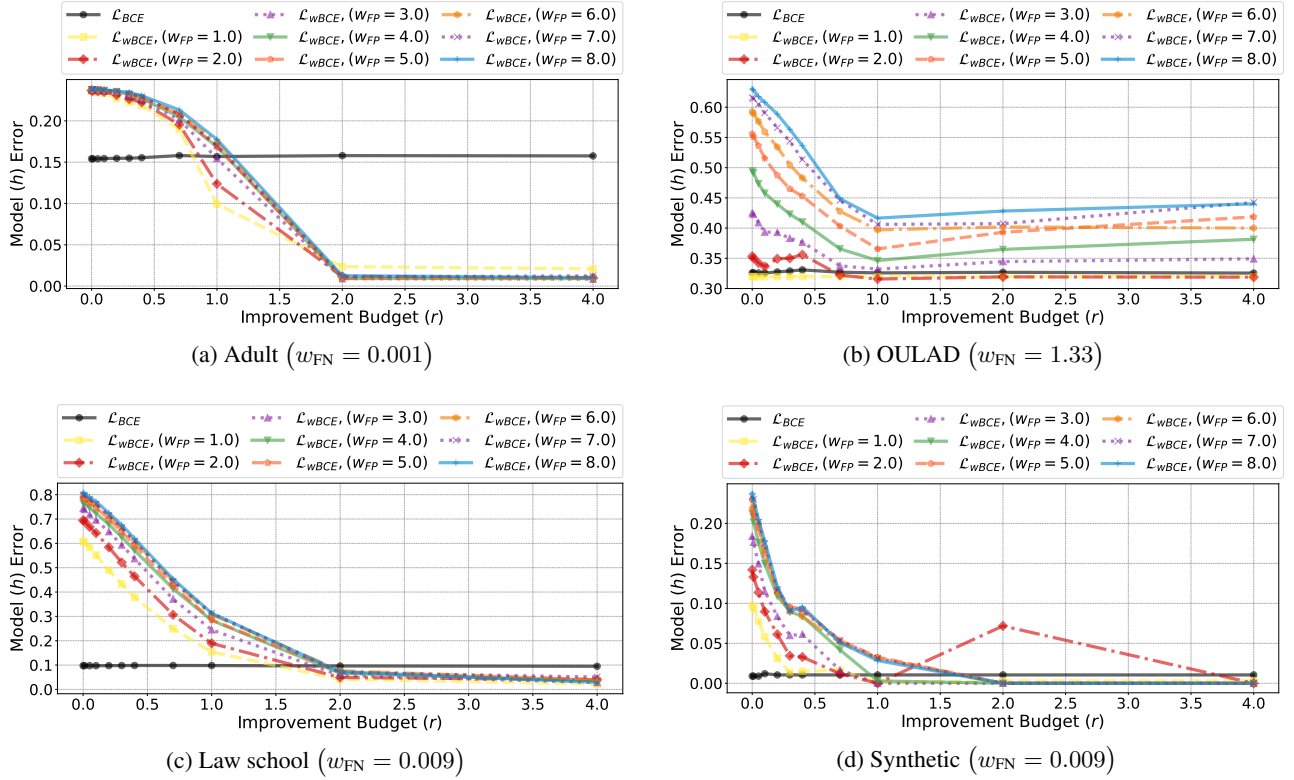 L_BCE
L_wBCE, (w_FP = 1.0)
L_wBCE, (w_FP = 2.0)
L_wBCE, (w_FP = 3.0)
L_wBCE, (w_FP = 4.0)
L_wBCE, (w_FP = 5.0)
L_wBCE, (w_FP = 6.0)
L_wBCE, (w_FP = 7.0)
L_wBCE, (w_FP = 8.0)
Model (h) Error
0.20
0.15
0.10
0.05
0.00
0.0 0.5 1.0 1.5 2.0 2.5 3.0 3.5 4.0
Improvement Budget (r)
(a) Adult (w_FN = 0.001)
L_BCE
L_wBCE, (w_FP = 1.0)
L_wBCE, (w_FP = 2.0)
L_wBCE, (w_FP = 3.0)
L_wBCE, (w_FP = 4.0)
L_wBCE, (w_FP = 5.0)
L_wBCE, (w_FP = 6.0)
L_wBCE, (w_FP = 7.0)
L_wBCE, (w_FP = 8.0)
Model (h) Error
0.60
0.55
0.50
0.45
0.40
0.35
0.30
0.0 0.5 1.0 1.5 2.0 2.5 3.0 3.5 4.0
Improvement Budget (r)
(b) OULAD (w_FN = 1.33)
L_BCE
L_wBCE, (w_FP = 1.0)
L_wBCE, (w_FP = 2.0)
L_wBCE, (w_FP = 3.0)
L_wBCE, (w_FP = 4.0)
L_wBCE, (w_FP = 5.0)
L_wBCE, (w_FP = 6.0)
L_wBCE, (w_FP = 7.0)
L_wBCE, (w_FP = 8.0)
Model (h) Error
0.8
0.7
0.6
0.5
0.4
0.3
0.2
0.1
0.0
0.0 0.5 1.0 1.5 2.0 2.5 3.0 3.5 4.0
Improvement Budget (r)
(c) Law school (w_FN = 0.009)
L_BCE
L_wBCE, (w_FP = 1.0)
L_wBCE, (w_FP = 2.0)
L_wBCE, (w_FP = 3.0)
L_wBCE, (w_FP = 4.0)
L_wBCE, (w_FP = 5.0)
L_wBCE, (w_FP = 6.0)
L_wBCE, (w_FP = 7.0)
L_wBCE, (w_FP = 8.0)
Model (h) Error
0.20
0.15
0.10
0.05
0.00
0.0 0.5 1.0 1.5 2.0 2.5 3.0 3.5 4.0
Improvement Budget (r)
(d) Synthetic (w_FN = 0.009)